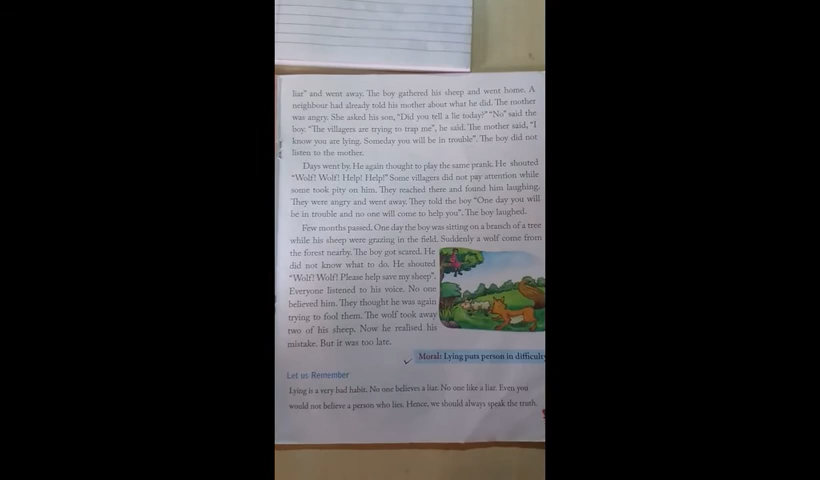 liar" and went away. The boy gathered his sheep and went home. A
neighbour had already told his mother about what he did. The mother
was angry. She asked his son, "Did you tell a lie today?" "No" said the
boy. "The villagers are trying to trap me", he said. The mother said, "I
know you are lying. Someday you will be in trouble". The boy did not
listen to the mother.
Days went by. He again thought to play the same prank. He shouted
"Wolf! Wolf! Help! Help!" Some villagers did not pay attention while
some took pity on him. They reached there and found him laughing.
They were angry and went away. They told the boy "One day you will
be in trouble and no one will come to help you". The boy laughed.
Few months passed. One day the boy was sitting on a branch of a tree
while his sheep were grazing in the field. Suddenly a wolf come from
the forest nearby. The boy got scared. He
did not know what to do. He shouted
"Wolf! Wolf! Please help save my sheep".
Everyone listened to his voice. No one
believed him. They thought he was again
trying to fool them. The wolf took away
two of his sheep. Now he realised his
mistake. But it was too late.
Moral: Lying puts person in difficulty
Let us Remember
Lying is a very bad habit. No one believes a liar. No one like a liar. Even you
would not believe a person who lies. Hence, we should always speak the truth.